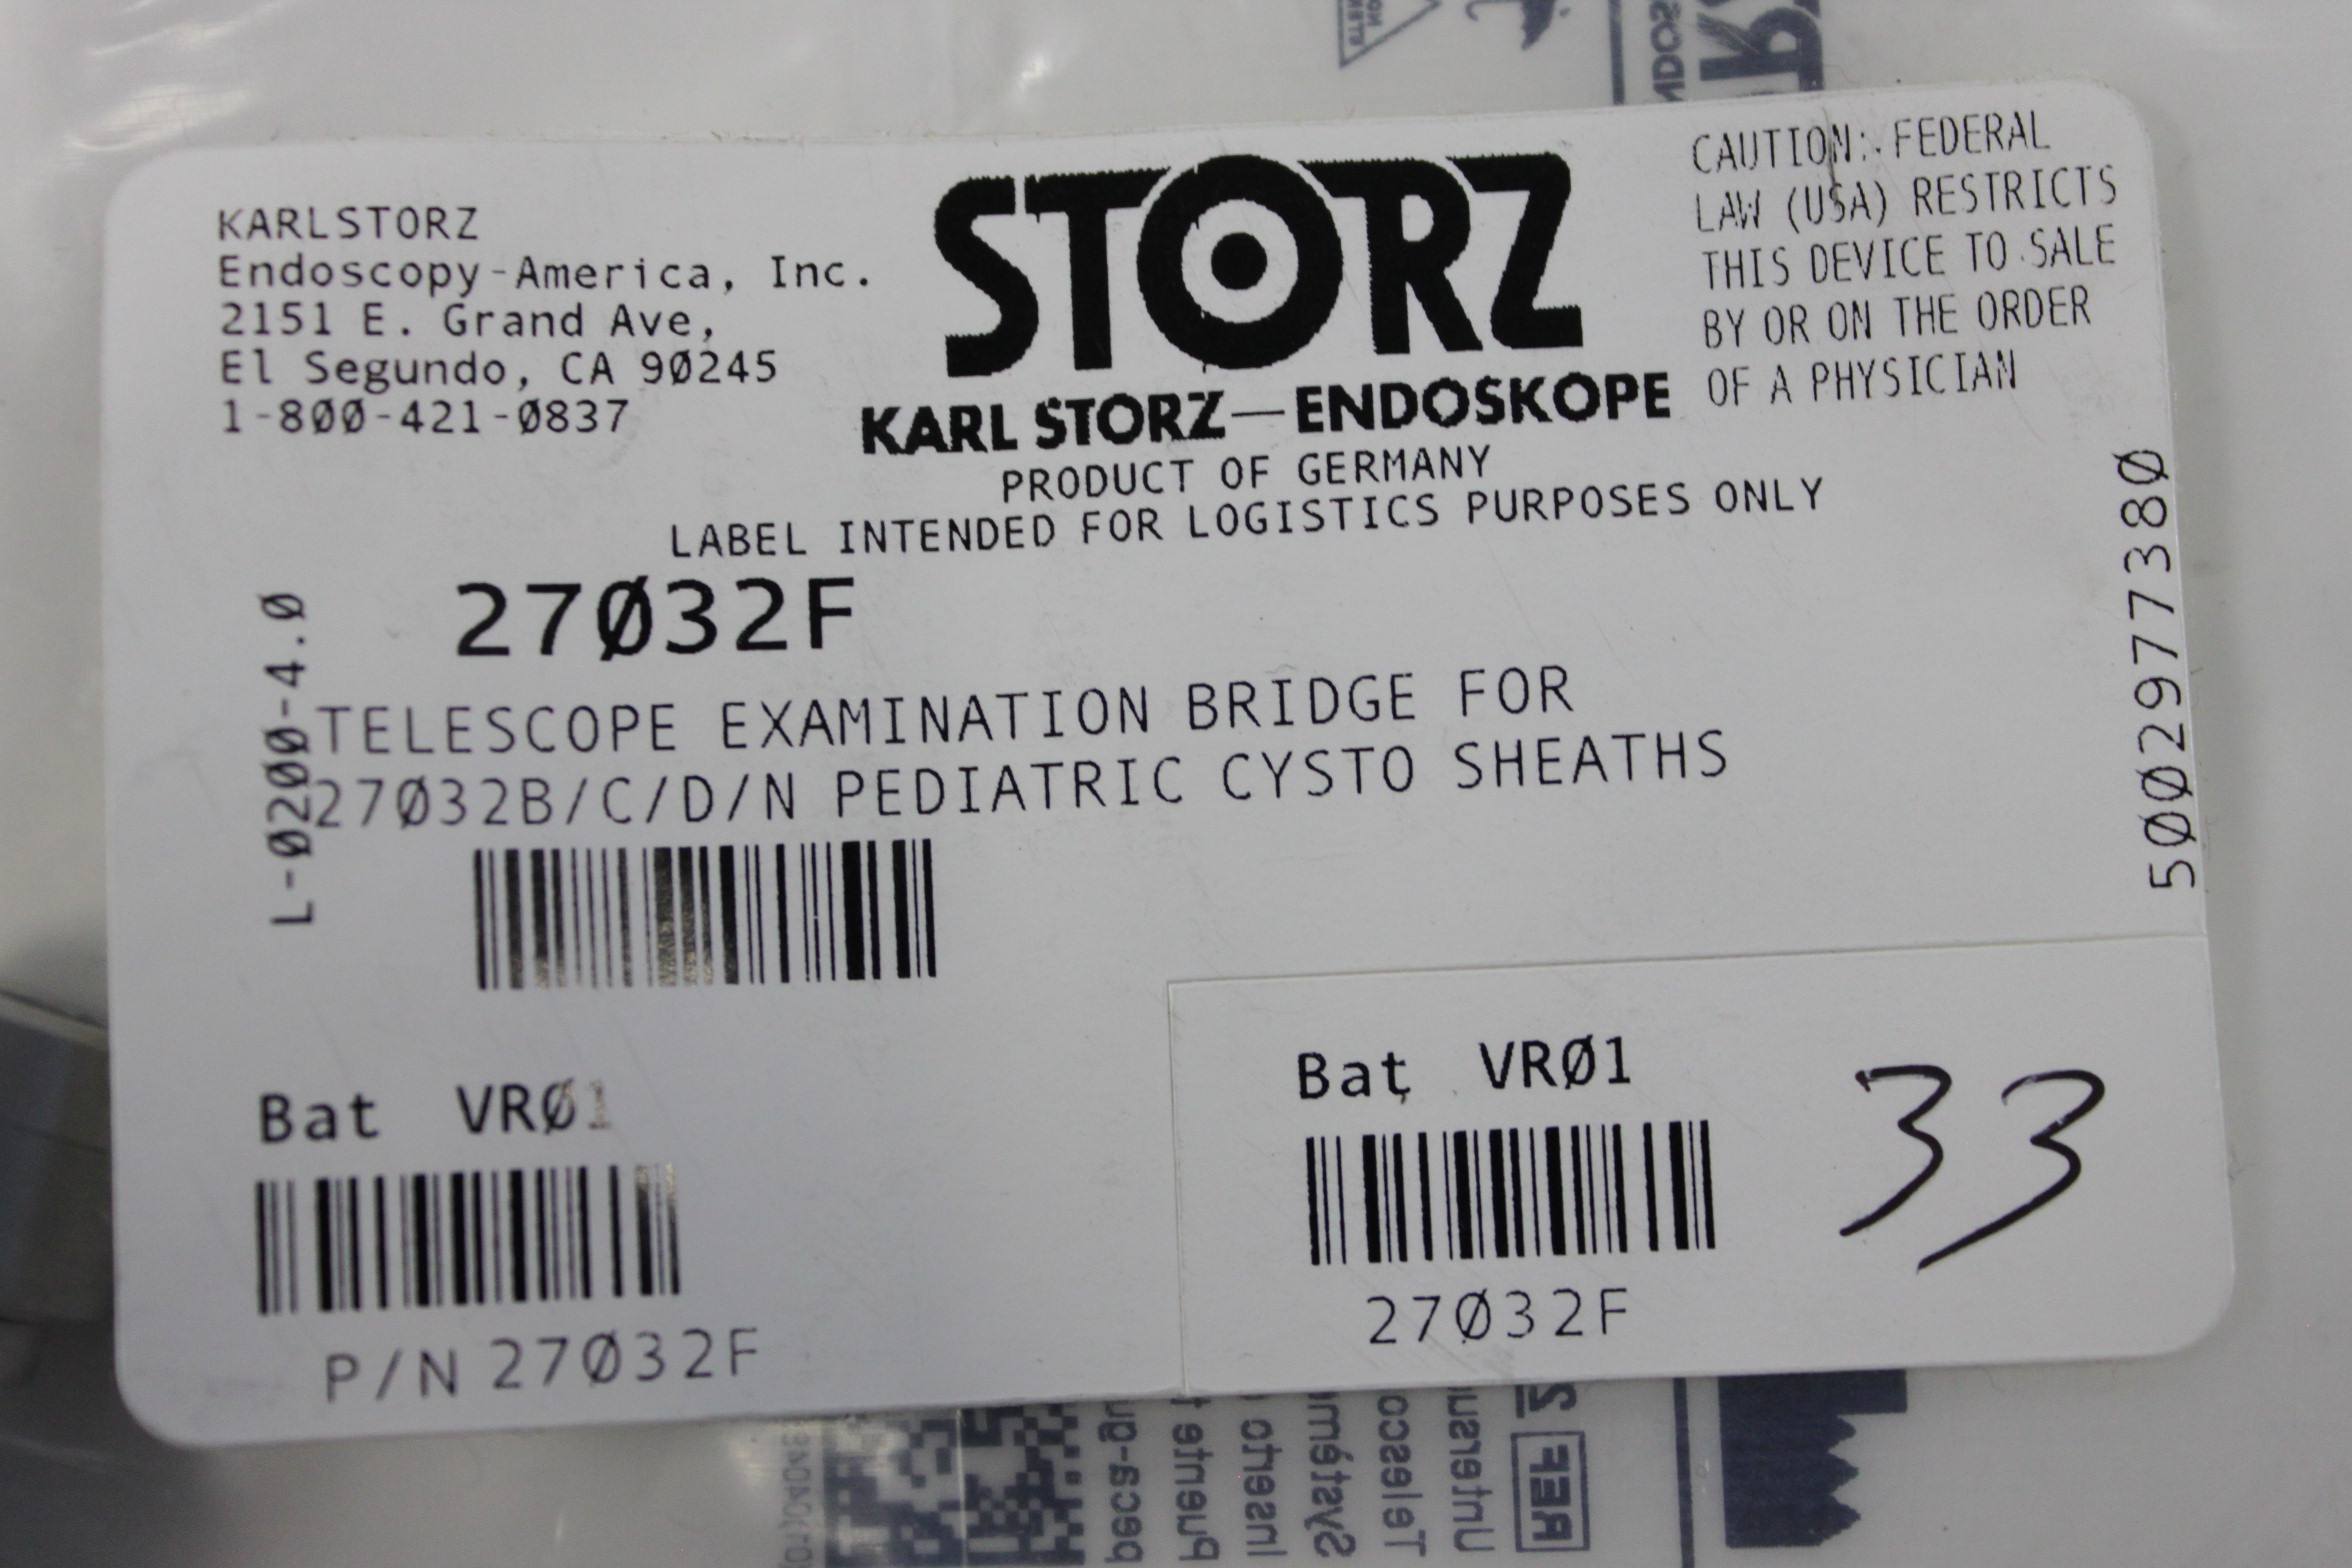 KARLSTORZ
Endoscopy-America, Inc.
2151 E. Grand Ave,
El Segundo, CA 90245
1-800-421-0837
STORZ
KARL STORZ—ENDOSKOPE
PRODUCT OF GERMANY
LABEL INTENDED FOR LOGISTICS PURPOSES ONLY
CAUTION: FEDERAL
LAW (USA) RESTRICTS
THIS DEVICE TO SALE
BY OR ON THE ORDER
OF A PHYSICIAN
5002977380
L-0200-4.0
27032F
TELESCOPE EXAMINATION BRIDGE FOR
27032B/C/D/N PEDIATRIC CYSTO SHEATHS
Bat VR01
P/N 27032F
Bat VR01
27032F
33
REF
Puente